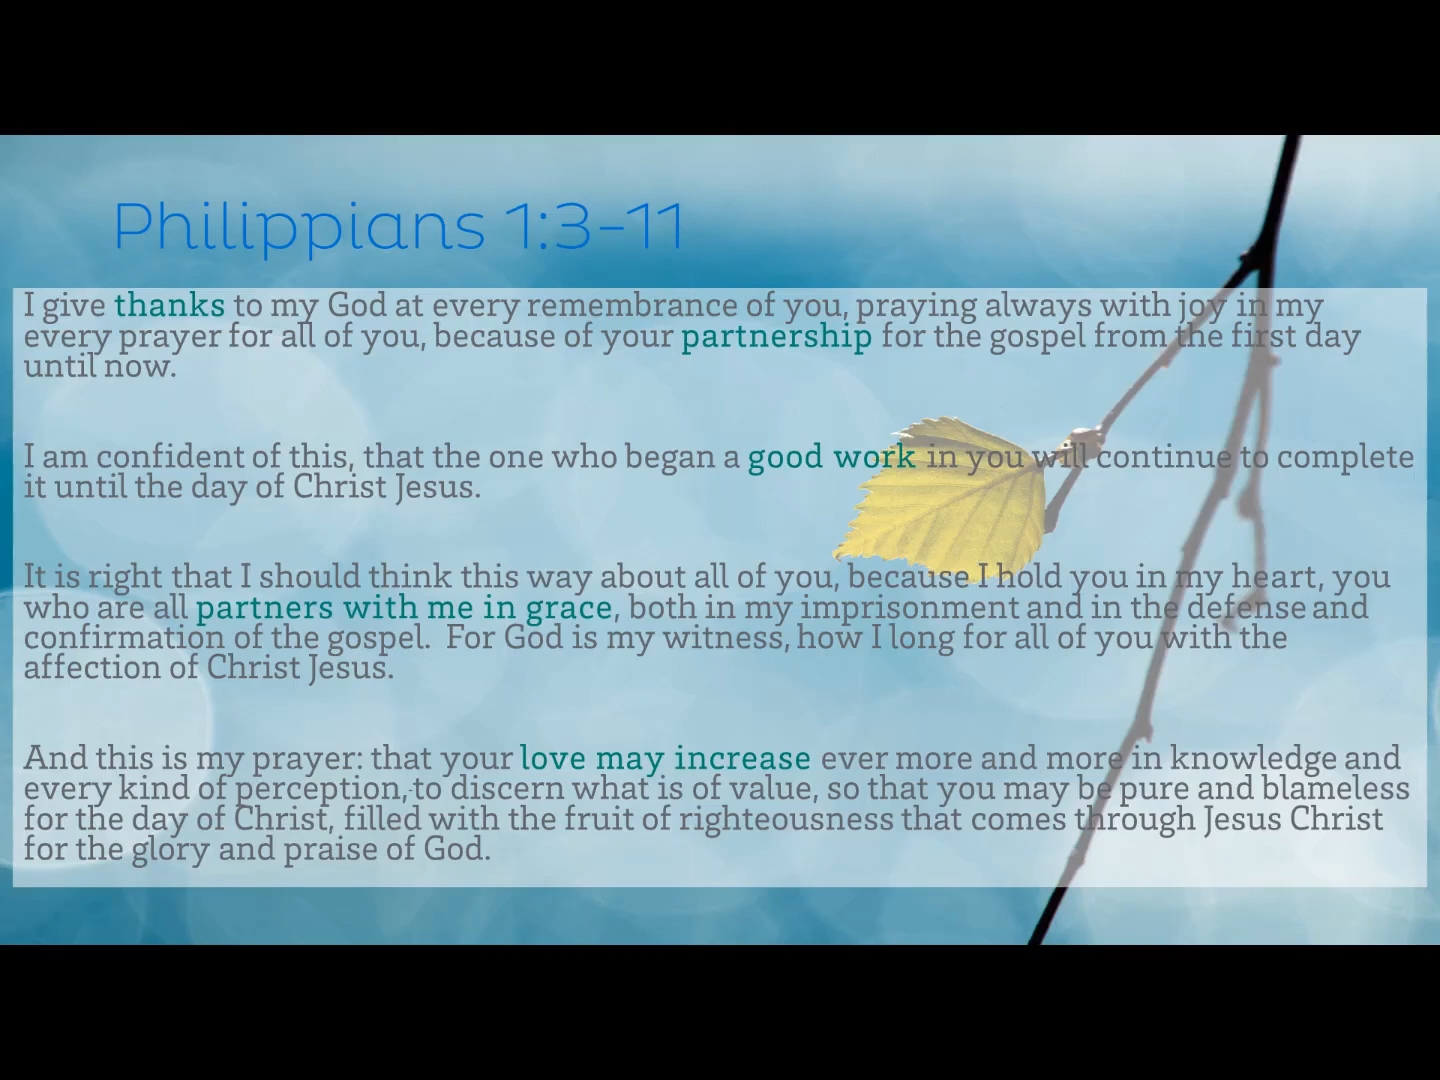 Philippians 1:3-11
I give thanks to my God at every remembrance of you, praying always with joy in my
every prayer for all of you, because of your partnership for the gospel from the first day
until now.
I am confident of this, that the one who began a good work in you will continue to complete
it until the day of Christ Jesus.
It is right that I should think this way about all of you, because I hold you in my heart, you
who are all partners with me in grace, both in my imprisonment and in the defense and
confirmation of the gospel.  For God is my witness, how I long for all of you with the
affection of Christ Jesus.
And this is my prayer: that your love may increase ever more and more in knowledge and
every kind of perception, to discern what is of value, so that you may be pure and blameless
for the day of Christ, filled with the fruit of righteousness that comes through Jesus Christ
for the glory and praise of God.